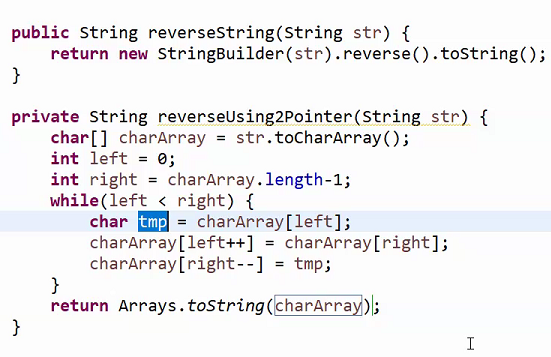 public String reverseString(String str) {
    return new StringBuilder(str).reverse().toString();
}
private String reverseUsing2Pointer(String str) {
    char[] charArray = str.toCharArray();
    int left = 0;
    int right = charArray.length-1;
    while(left < right) {
        char tmp = charArray[left];
        charArray[left++] = charArray[right];
        charArray[right--] = tmp;
    }
    return Arrays.toString(charArray);
}